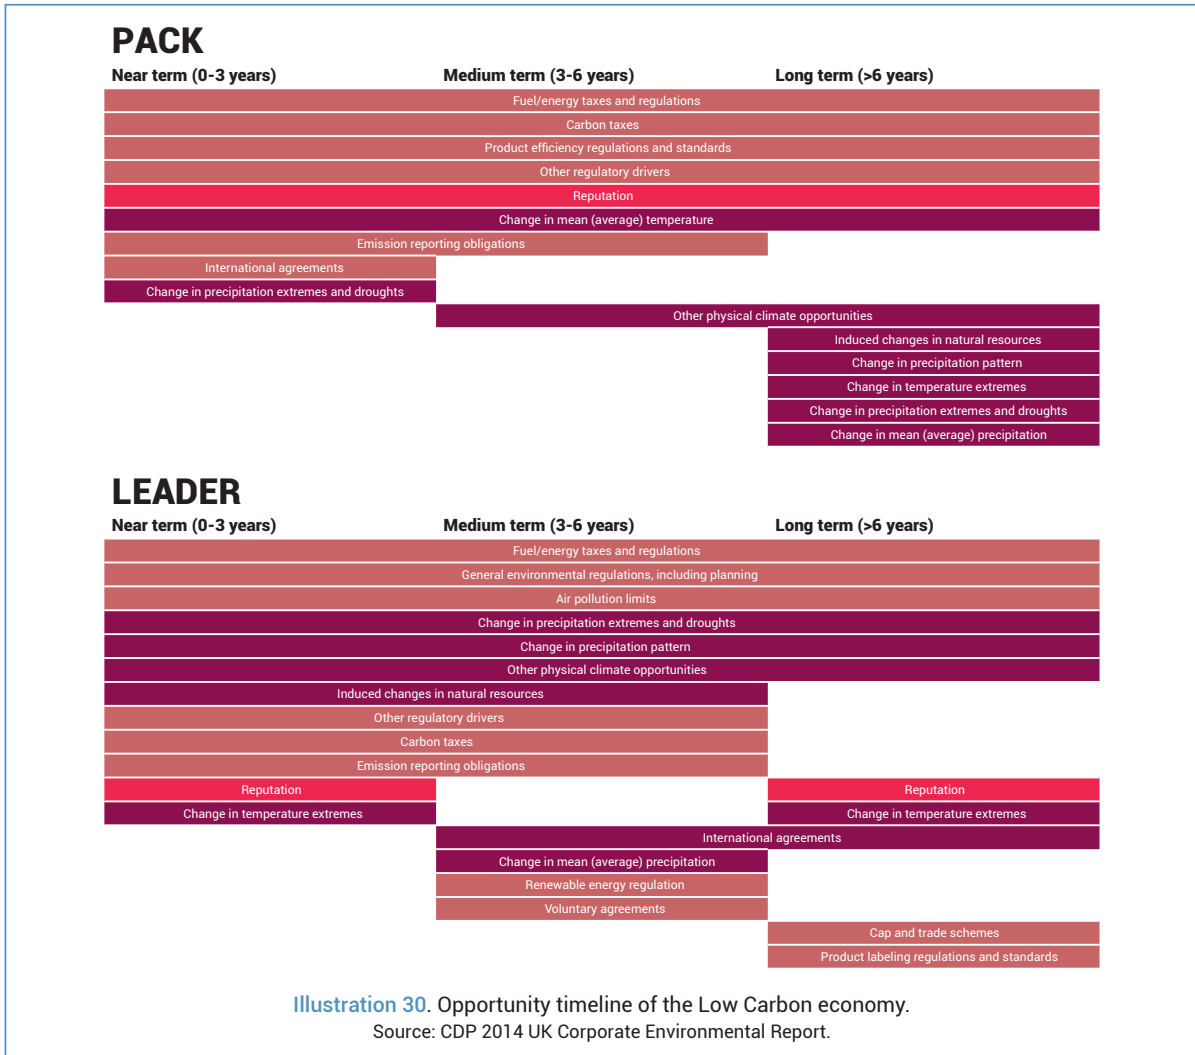 PACK
Near term (0-3 years) Medium term (3-6 years) Long term (>6 years)
Fuel/energy taxes and regulations
Carbon taxes
Product efficiency regulations and standards
Other regulatory drivers
Reputation
Change in mean (average) temperature
Emission reporting obligations
International agreements
Change in precipitation extremes and droughts
Other physical climate opportunities
Induced changes in natural resources
Change in precipitation pattern
Change in temperature extremes
Change in precipitation extremes and droughts
Change in mean (average) precipitation
LEADER
Near term (0-3 years) Medium term (3-6 years) Long term (>6 years)
Fuel/energy taxes and regulations
General environmental regulations, including planning
Air pollution limits
Change in precipitation extremes and droughts
Change in precipitation pattern
Other physical climate opportunities
Induced changes in natural resources
Other regulatory drivers
Carbon taxes
Emission reporting obligations
Reputation Reputation
Change in temperature extremes Change in temperature extremes
International agreements
Change in mean (average) precipitation
Renewable energy regulation
Voluntary agreements
Cap and trade schemes
Product labeling regulations and standards
Illustration 30. Opportunity timeline of the Low Carbon economy.
Source: CDP 2014 UK Corporate Environmental Report.